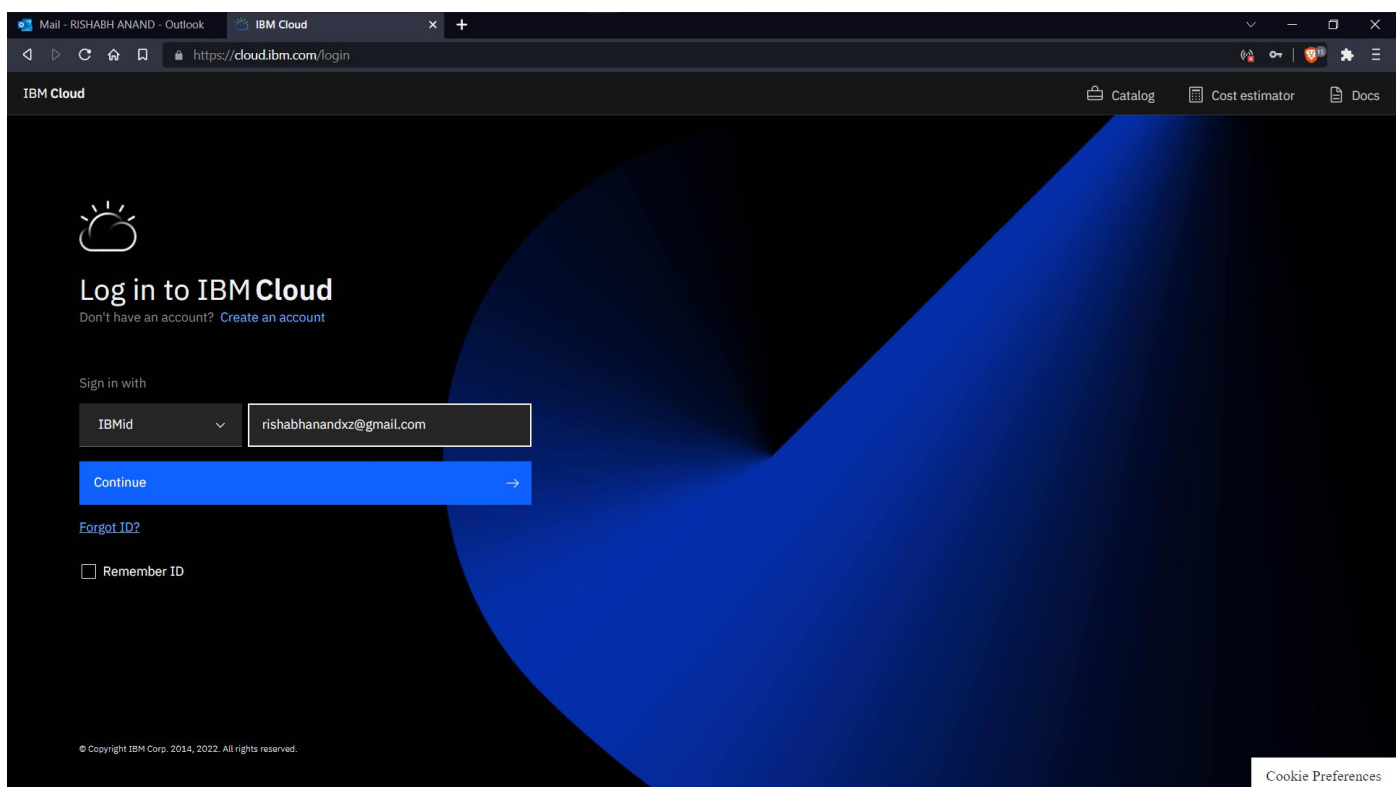 Mail - RISHABH ANAND - Outlook
IBM Cloud
https://cloud.ibm.com/login
15
IBM Cloud
Catalog
Cost estimator
Docs
Log in to IBM Cloud
Don't have an account? Create an account
Sign in with
IBMid
rishabhanandxz@gmail.com
Continue
Forgot ID?
Remember ID
© Copyright IBM Corp. 2014, 2022. All rights reserved.
Cookie Preferences